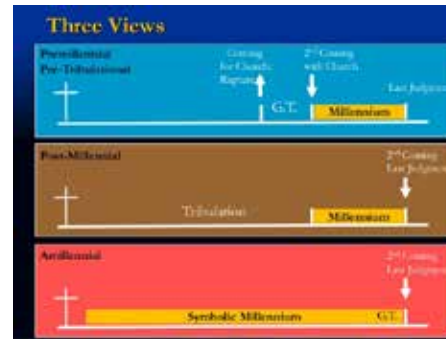 Three Views
Premillennial
Pre-Tribulational
Coming
for Church:
Rapture
2nd Coming
with Church
Last Judgment
G.T.
Millennium
Post-Millennial
2nd Coming
Last Judgment
Tribulation
Millennium
Amillennial
2nd Coming
Last Judgment
Symbolic Millennium
G.T.